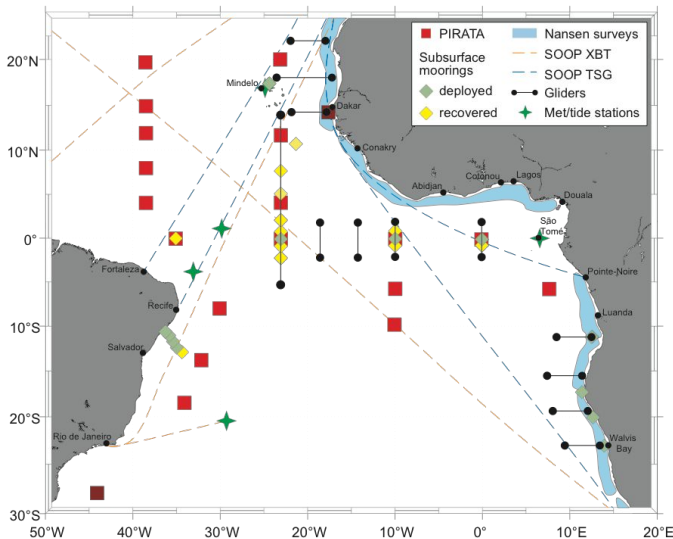 PIRATA
Subsurface
moorings
deployed
recovered
Nansen surveys
SOOP XBT
SOOP TSG
Gliders
Met/tide stations
20°N
10°N
0°
10°S
20°S
30°S
50°W
40°W
30°W
20°W
10°W
0°
10°E
20°E
Mindelo
Dakar
Conakry
Abidjan
Cotonou
Lagos
Douala
São
Tomé
Pointe-Noire
Luanda
Walvis
Bay
Fortaleza
Recife
Salvador
Rio de Janeiro